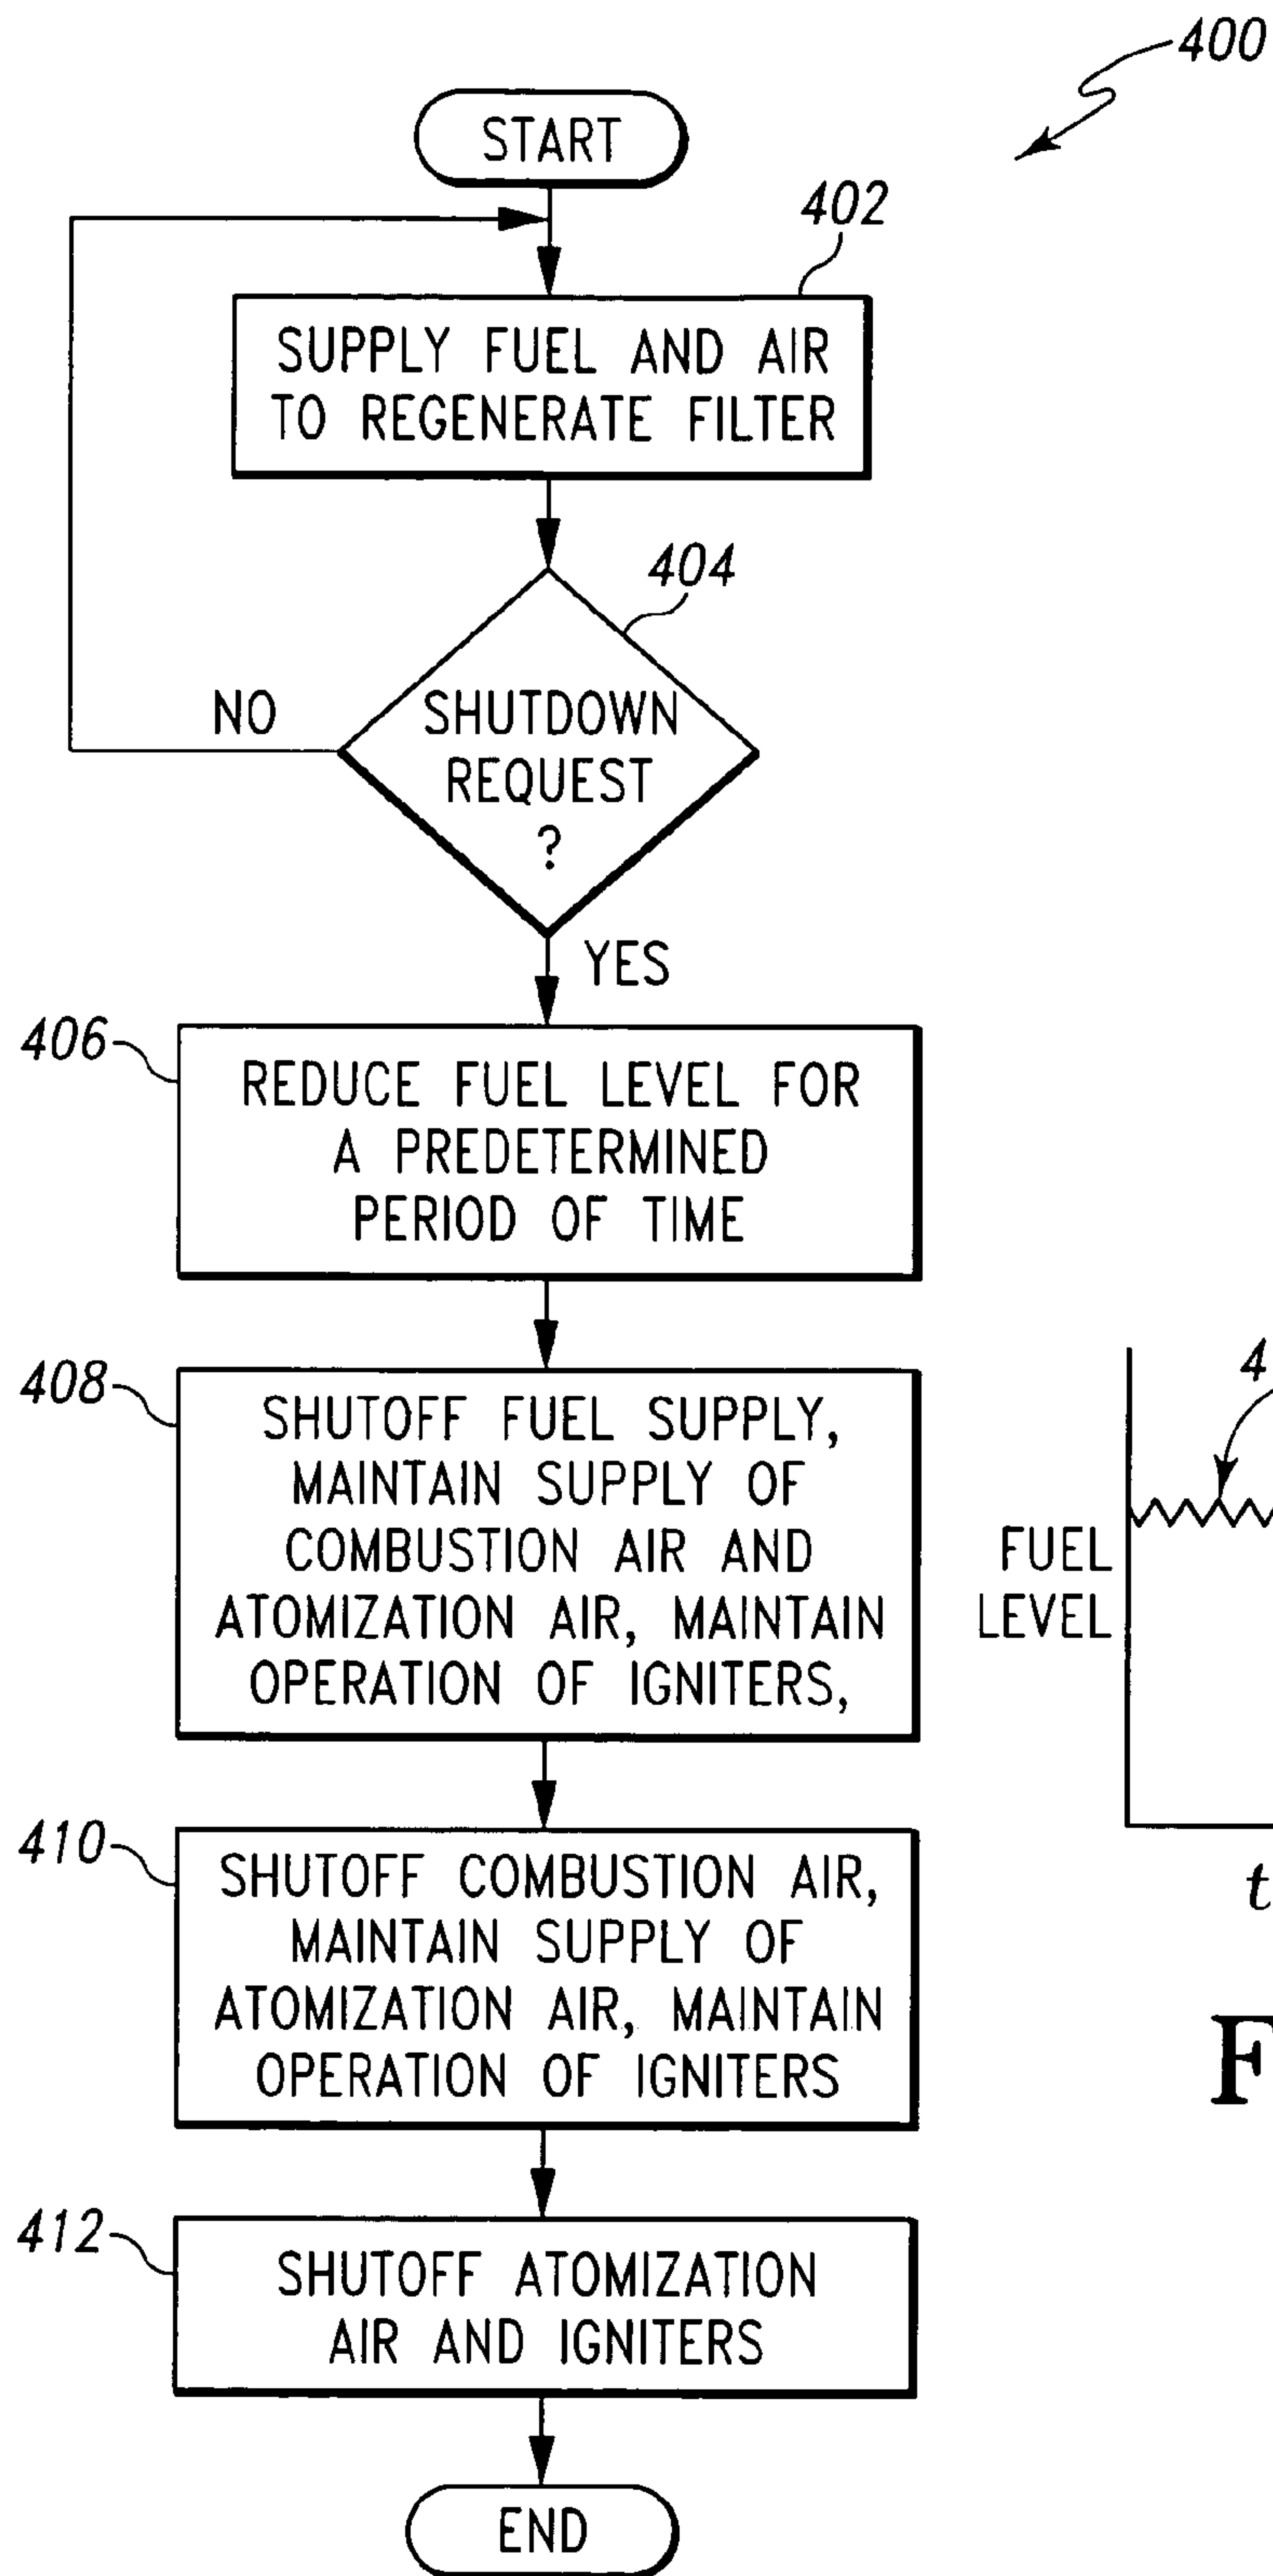 400
START
402
SUPPLY FUEL AND AIR
TO REGENERATE FILTER
404
NO
SHUTDOWN
REQUEST
?
YES
406
REDUCE FUEL LEVEL FOR
A PREDETERMINED
PERIOD OF TIME
408
SHUTOFF FUEL SUPPLY,
MAINTAIN SUPPLY OF
COMBUSTION AIR AND
ATOMIZATION AIR, MAINTAIN
OPERATION OF IGNITERS,
410
SHUTOFF COMBUSTION AIR,
MAINTAIN SUPPLY OF
ATOMIZATION AIR, MAINTAIN
OPERATION OF IGNITERS
412
SHUTOFF ATOMIZATION
AIR AND IGNITERS
END
4
FUEL
LEVEL
t
F